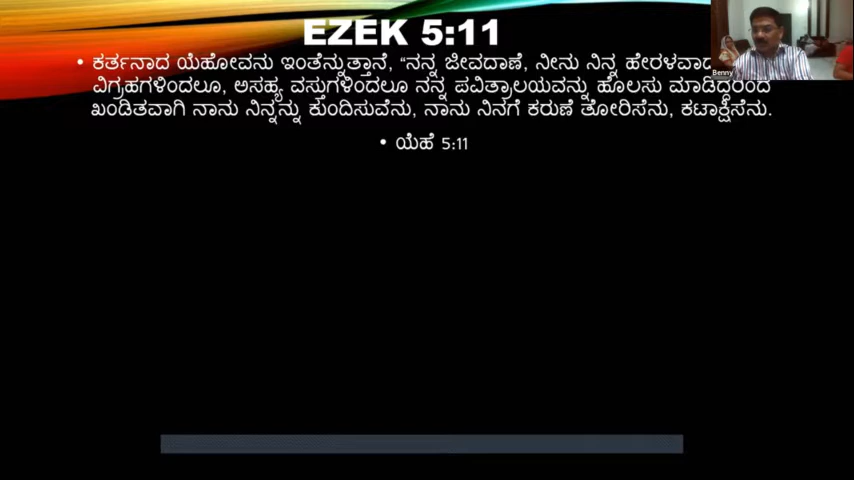 EZEK 5:11
• ಕರ್ತನಾದ ಯೆಹೋವನು ಇಂತೆನ್ನುತ್ತಾನೆ, “ನನ್ನ ಜೀವದಾಣೆ, ನೀನು ನಿನ್ನ
Benny
ವಿಗ್ರಹಗಳಿಂದಲೂ, ಅಸಹ್ಯ ವಸ್ತುಗಳಿಂದಲೂ ನನ್ನ ಪವಿತ್ರಾಲಯವನ್ನು ಹೊಲಸು ಮಾಡಿದ್ದರಿಂದ
ಖಂಡಿತವಾಗಿ ನಾನು ನಿನ್ನನ್ನು ಕುಂದಿಸುವೆನು, ನಾನು ನಿನಗೆ ಕರುಣೆ ತೋರಿಸೆನು, ಕಟಾಕ್ಷಿಸೆನು.
• ಯೆಹೆ 5:11